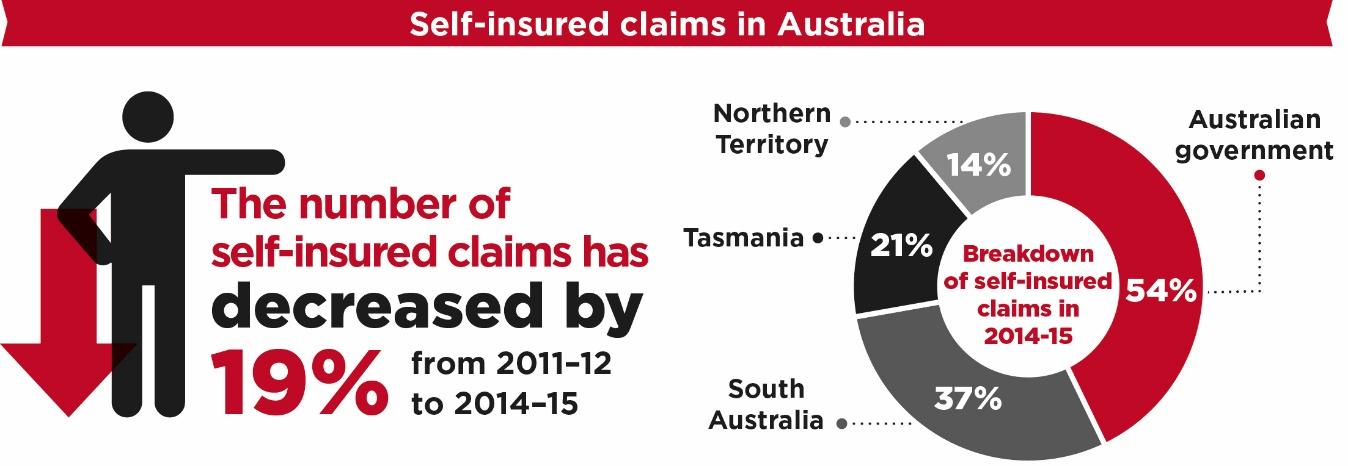 Self-insured claims in Australia
The number of
self-insured claims has
decreased by
19%
from 2011–12
to 2014–15
Northern
Territory
14%
Australian
government
54%
Tasmania
21%
South
Australia
37%
Breakdown
of self-insured
claims in
2014-15